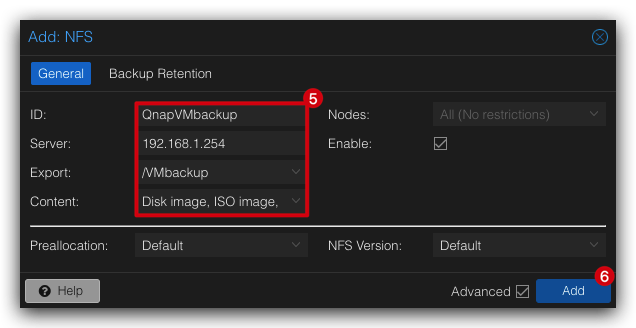 Add: NFS
General Backup Retention
5
ID: QnapVMbackup Nodes: All (No restrictions)
Server: 192.168.1.254 Enable:
Export: /VMbackup
Content: Disk image, ISO image,
Preallocation: Default NFS Version: Default
6
? Help Advanced Add